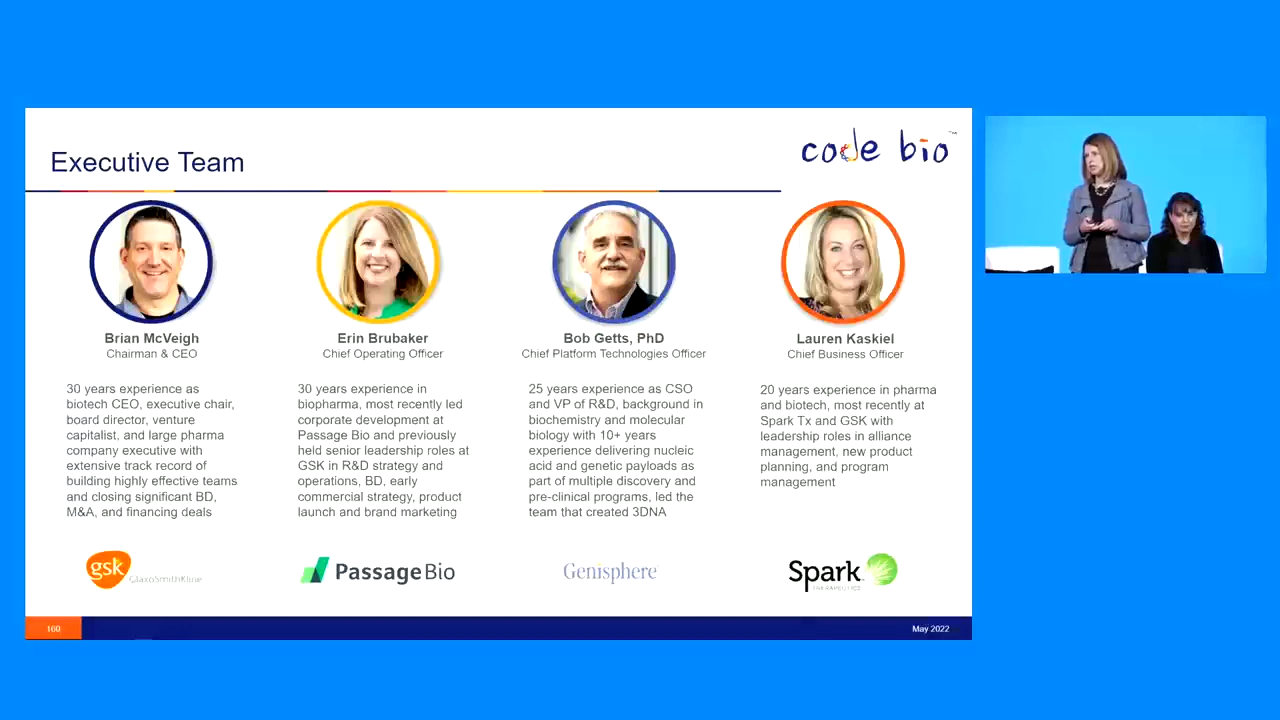 Executive Team
code bio™
Brian McVeigh
Chairman & CEO
30 years experience as
biotech CEO, executive chair,
board director, venture
capitalist, and large pharma
company executive with
extensive track record of
building highly effective teams
and closing significant BD,
M&A, and financing deals
gsk
GlaxoSmithKline
Erin Brubaker
Chief Operating Officer
30 years experience in
biopharma, most recently led
corporate development at
Passage Bio and previously
held senior leadership roles at
GSK in R&D strategy and
operations, BD, early
commercial strategy, product
launch and brand marketing
PassageBio
Bob Getts, PhD
Chief Platform Technologies Officer
25 years experience as CSO
and VP of R&D, background in
biochemistry and molecular
biology with 10+ years
experience delivering nucleic
acid and genetic payloads as
part of multiple discovery and
pre-clinical programs, led the
team that created 3DNA
Genisphere
Lauren Kaskiel
Chief Business Officer
20 years experience in pharma
and biotech, most recently at
Spark Tx and GSK with
leadership roles in alliance
management, new product
planning, and program
management
Spark
THERAPEUTICS
160
May 2022